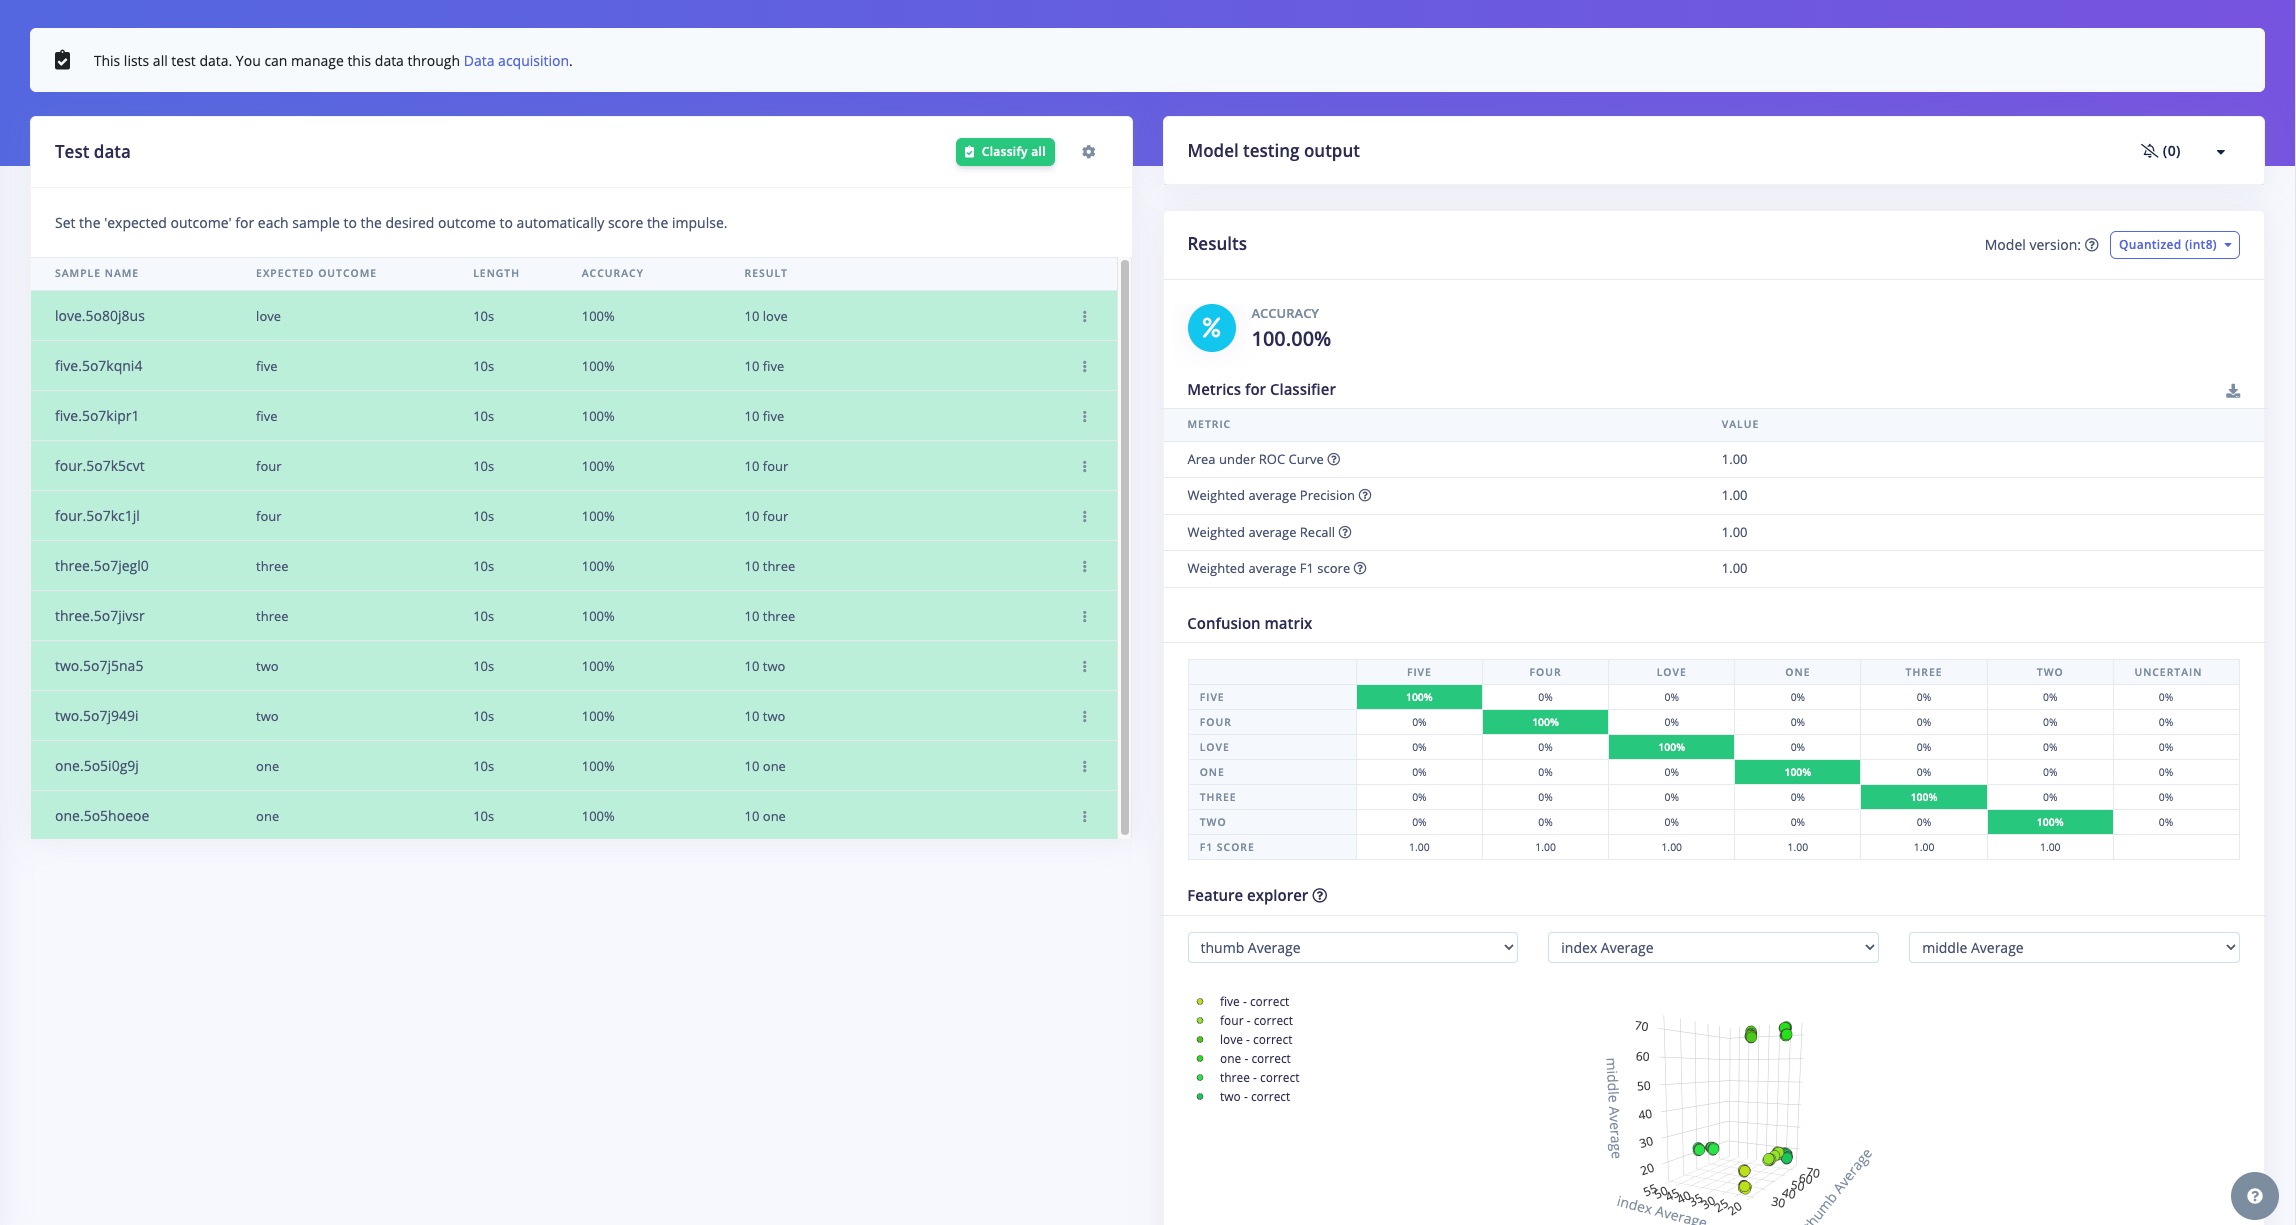 This lists all test data. You can manage this data through Data acquisition.
Test data
Classify all
Set the 'expected outcome' for each sample to the desired outcome to automatically score the impulse.
SAMPLE NAME EXPECTED OUTCOME LENGTH ACCURACY RESULT
love.5o80j8us love 10s 100% 10 love
five.5o7kqni4 five 10s 100% 10 five
five.5o7kipr1 five 10s 100% 10 five
four.5o7k5cvt four 10s 100% 10 four
four.5o7kc1jl four 10s 100% 10 four
three.5o7jegl0 three 10s 100% 10 three
three.5o7jivsr three 10s 100% 10 three
two.5o7j5na5 two 10s 100% 10 two
two.5o7j949i two 10s 100% 10 two
one.5o5i0g9j one 10s 100% 10 one
one.5o5hoeoe one 10s 100% 10 one
Model testing output
(0)
Results
Model version: ? Quantized (int8)
%
ACCURACY
100.00%
Metrics for Classifier
METRIC VALUE
Area under ROC Curve ? 1.00
Weighted average Precision ? 1.00
Weighted average Recall ? 1.00
Weighted average F1 score ? 1.00
Confusion matrix
FIVE FOUR LOVE ONE THREE TWO UNCERTAIN
FIVE 100% 0% 0% 0% 0% 0% 0%
FOUR 0% 100% 0% 0% 0% 0% 0%
LOVE 0% 0% 100% 0% 0% 0% 0%
ONE 0% 0% 0% 100% 0% 0% 0%
THREE 0% 0% 0% 0% 100% 0% 0%
TWO 0% 0% 0% 0% 0% 100% 0%
F1 SCORE 1.00 1.00 1.00 1.00 1.00 1.00
Feature explorer ?
thumb Average
index Average
middle Average
five - correct
four - correct
love - correct
one - correct
three - correct
two - correct
70
60
50
40
30
20
middle Average
55 50 45 40 35 30 25 20
index Average
30 40 50 60 70
thumb Average
?